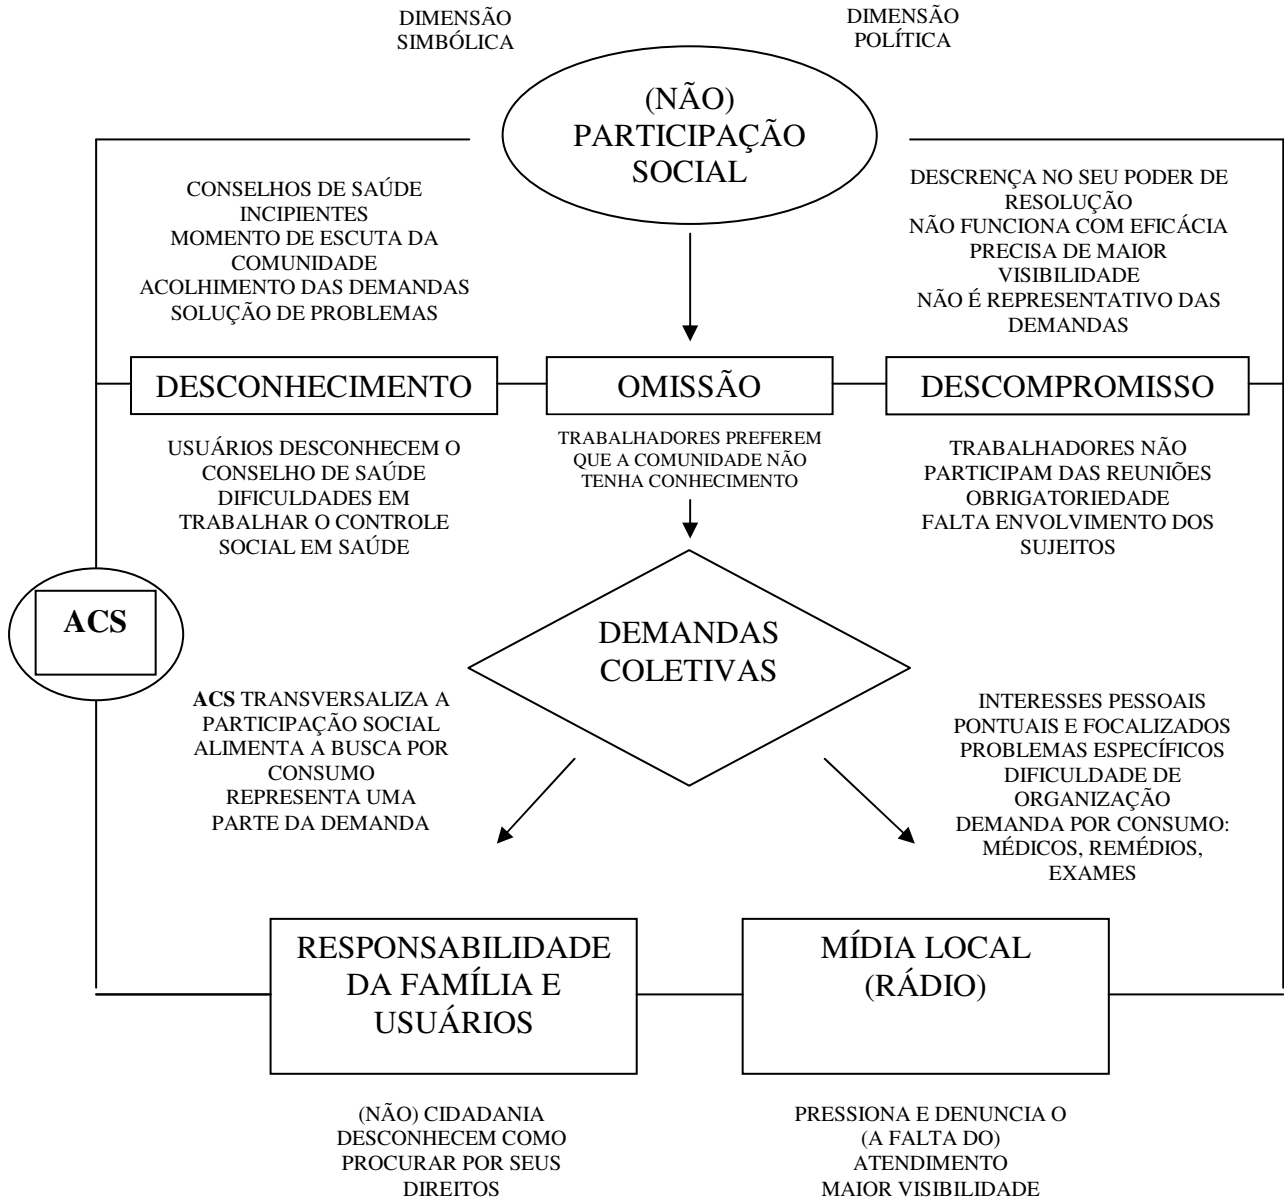 DIMENSÃO
SIMBÓLICA
DIMENSÃO
POLÍTICA
(NÃO)
PARTICIPAÇÃO
SOCIAL
CONSELHOS DE SAÚDE
INCIPIENTES
MOMENTO DE ESCUTA DA
COMUNIDADE
ACOLHIMENTO DAS DEMANDAS
SOLUÇÃO DE PROBLEMAS
DESCRENÇA NO SEU PODER DE
RESOLUÇÃO
NÃO FUNCIONA COM EFICÁCIA
PRECISA DE MAIOR
VISIBILIDADE
NÃO É REPRESENTATIVO DAS
DEMANDAS
DESCONHECIMENTO
OMISSÃO
DESCOMPROMISSO
USUÁRIOS DESCONHECEM O
CONSELHO DE SAÚDE
DIFICULDADES EM
TRABALHAR O CONTROLE
SOCIAL EM SAÚDE
TRABALHADORES PREFEREM
QUE A COMUNIDADE NÃO
TENHA CONHECIMENTO
TRABALHADORES NÃO
PARTICIPAM DAS REUNIÕES
OBRIGATORIEDADE
FALTA ENVOLVIMENTO DOS
SUJEITOS
ACS
DEMANDAS
COLETIVAS
ACS TRANSVERSALIZA A
PARTICIPAÇÃO SOCIAL
ALIMENTA A BUSCA POR
CONSUMO
REPRESENTA UMA
PARTE DA DEMANDA
INTERESSES PESSOAIS
PONTUAIS E FOCALIZADOS
PROBLEMAS ESPECÍFICOS
DIFICULDADE DE
ORGANIZAÇÃO
DEMANDA POR CONSUMO:
MÉDICOS, REMÉDIOS,
EXAMES
RESPONSABILIDADE
DA FAMÍLIA E
USUÁRIOS
MÍDIA LOCAL
(RÁDIO)
(NÃO) CIDADANIA
DESCONHECEM COMO
PROCURAR POR SEUS
DIREITOS
PRESSIONA E DENUNCIA O
(A FALTA DO)
ATENDIMENTO
MAIOR VISIBILIDADE